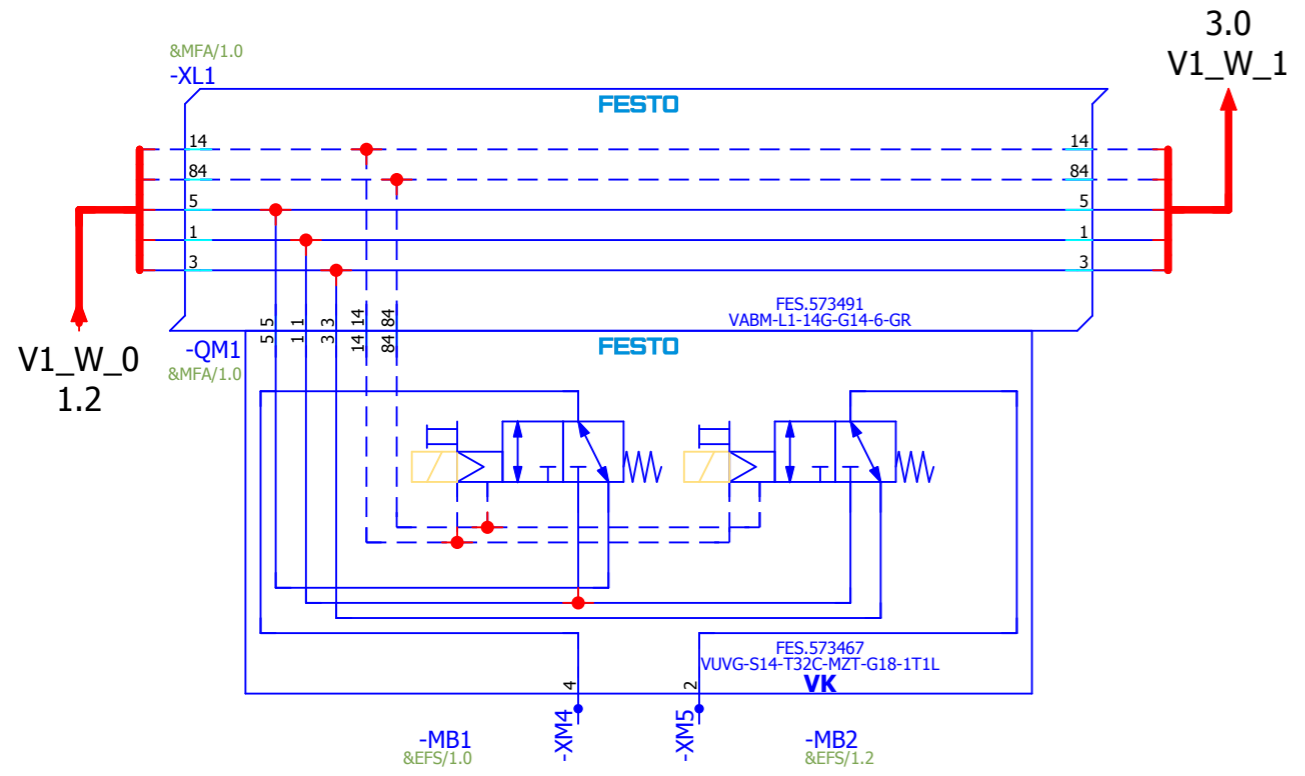 3.0
V1_W_1
&MFA/1.0
-XL1
FESTO
14
14
84
84
5
5
1
1
3
3
FES.573491
VABM-L1-14G-G14-6-GR
5 5
1 1
3 3
14 14
84 84
V1_W_0
1.2
-QM1
&MFA/1.0
FESTO
FES.573467
VUVG-S14-T32C-MZT-G18-1T1L
VK
4
2
-XM4
-XM5
-MB1
&EFS/1.0
-MB2
&EFS/1.2